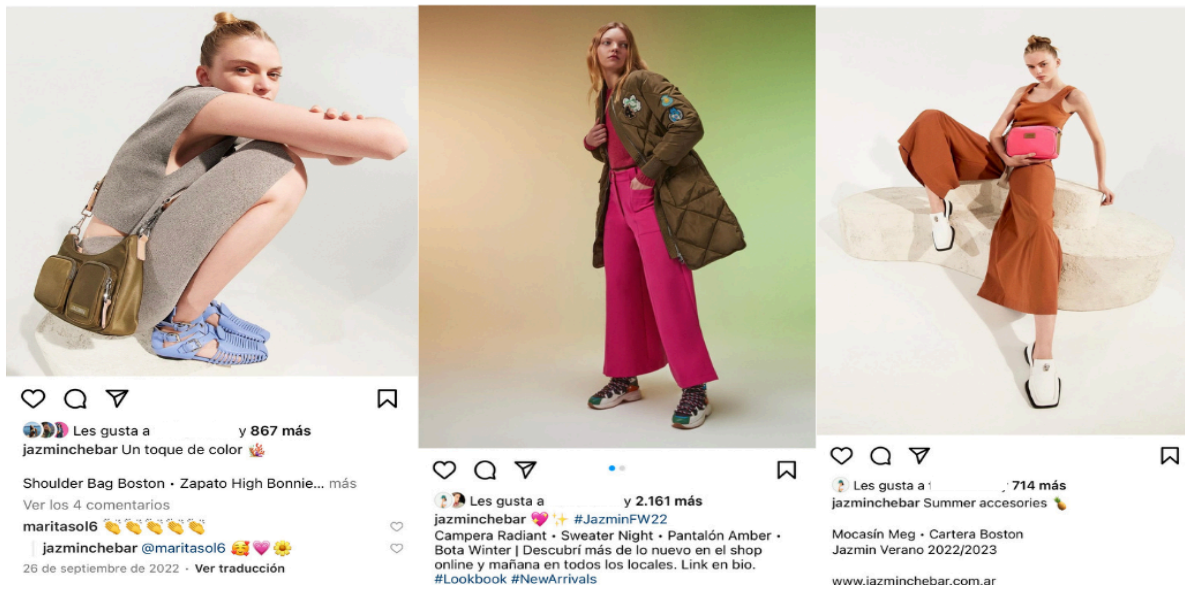 Les gusta a y 867 más
jazminchebar Un toque de color
Shoulder Bag Boston • Zapato High Bonnie... más
Ver los 4 comentarios
maritasol6
jazminchebar @maritasol6 🥰💗🌼
26 de septiembre de 2022 · Ver traducción
Les gusta a y 2.161 más
jazminchebar 💖✨ #JazminFW22
Campera Radiant • Sweater Night • Pantalón Amber •
Bota Winter | Descubrí más de lo nuevo en el shop
online y mañana en todos los locales. Link en bio.
#Lookbook #NewArrivals
Les gusta a y 714 más
jazminchebar Summer accesories 🍍
Mocasín Meg • Cartera Boston
Jazmin Verano 2022/2023
www.jazminchebar.com.ar